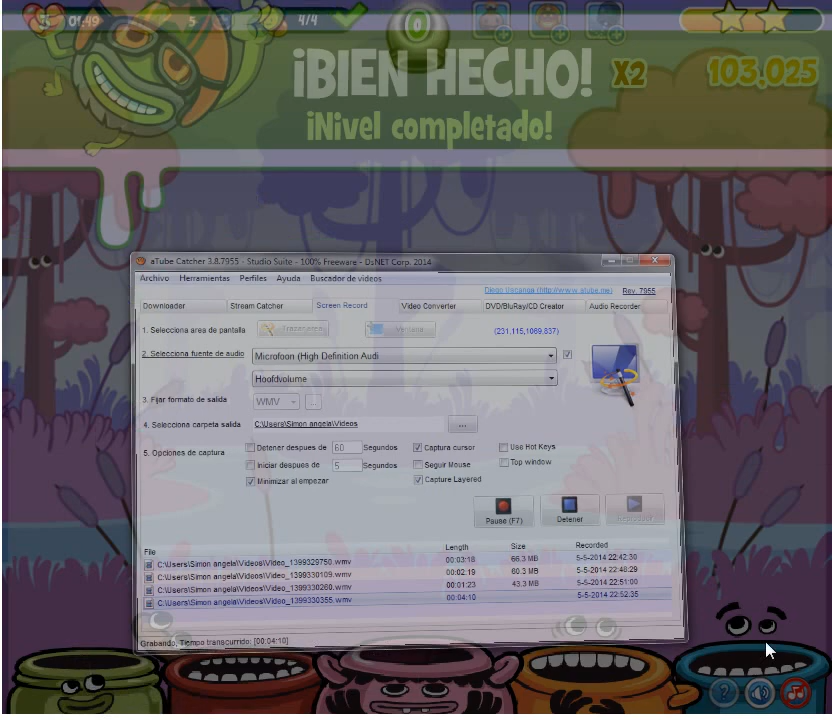 01:49 5 4/4 0
¡BIEN HECHO! X2 103,025
¡Nivel completado!
aTube Catcher 3.8.7955 - Studio Suite - 100% Freeware - DsNET Corp. 2014
Archivo Herramientas Perfiles Ayuda Buscador de videos
Diego Uscanga (http://www.atube.me) Rev. 7955
Downloader Stream Catcher Screen Record Video Converter DVD/BluRay/CD Creator Audio Recorder
1. Selecciona area de pantalla Trazar area Ventana (231,115,1089,837)
2. Selecciona fuente de audio Microfoon (High Definition Audi
Hoofdvolume
3. Fijar formato de salida WMV ...
4. Selecciona carpeta salida C:\Users\Simon angela\Videos ...
5. Opciones de captura
Detener despues de 60 Segundos Captura cursor Use Hot Keys
Iniciar despues de 5 Segundos Seguir Mouse Top window
Minimizar al empezar Capture Layered
Pause (F7) Detener Reproducir
File Length Size Recorded
C:\Users\Simon angela\Videos\Video_1399329750.wmv 00:03:18 66.3 MB 5-5-2014 22:42:30
C:\Users\Simon angela\Videos\Video_1399330109.wmv 00:02:19 60.3 MB 5-5-2014 22:48:29
C:\Users\Simon angela\Videos\Video_1399330260.wmv 00:01:23 43.3 MB 5-5-2014 22:51:00
C:\Users\Simon angela\Videos\Video_1399330355.wmv 00:04:10 5-5-2014 22:52:35
Grabando, Tiempo transcurrido: [00:04:10]
?